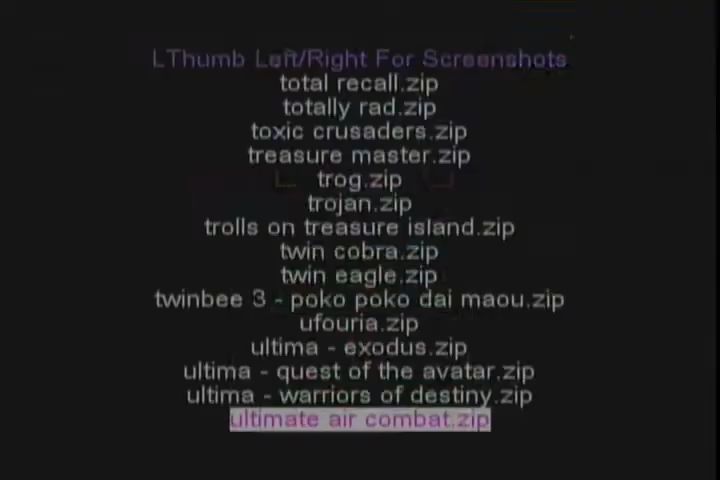 LThumb Left/Right For Screenshots
total recall.zip
totally rad.zip
toxic crusaders.zip
treasure master.zip
trog.zip
trojan.zip
trolls on treasure island.zip
twin cobra.zip
twin eagle.zip
twinbee 3 - poko poko dai maou.zip
ufouria.zip
ultima - exodus.zip
ultima - quest of the avatar.zip
ultima - warriors of destiny.zip
ultimate air combat.zip